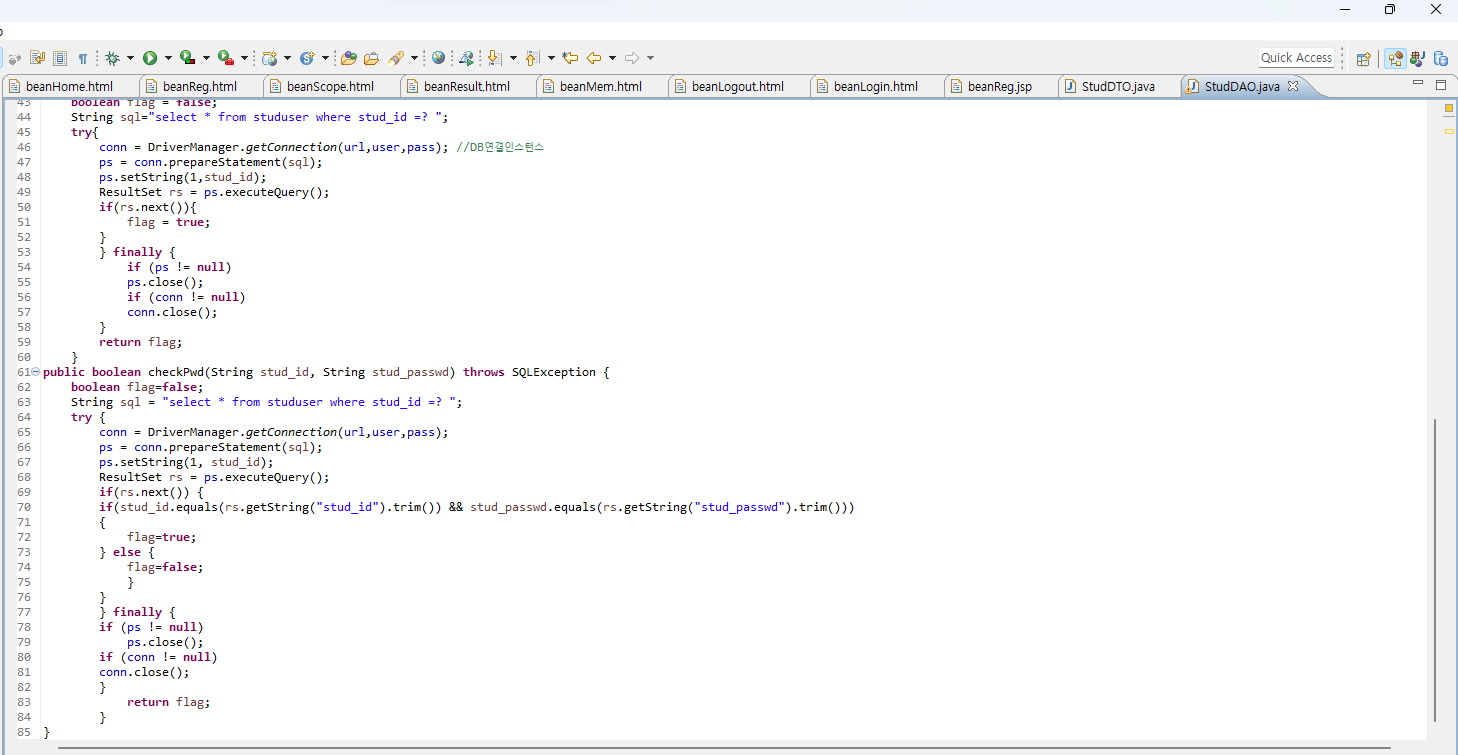 Quick Access
beanHome.html beanReg.html beanScope.html beanResult.html beanMem.html beanLogout.html beanLogin.html beanReg.jsp StudDTO.java StudDAO.java
43 boolean flag = false;
44 String sql="select * from studuser where stud_id =? ";
45 try{
46 conn = DriverManager.getConnection(url,user,pass); //DB연결인스턴스
47 ps = conn.prepareStatement(sql);
48 ps.setString(1,stud_id);
49 ResultSet rs = ps.executeQuery();
50 if(rs.next()){
51 flag = true;
52 }
53 } finally {
54 if (ps != null)
55 ps.close();
56 if (conn != null)
57 conn.close();
58 }
59 return flag;
60 }
61 public boolean checkPwd(String stud_id, String stud_passwd) throws SQLException {
62 boolean flag=false;
63 String sql = "select * from studuser where stud_id =? ";
64 try {
65 conn = DriverManager.getConnection(url,user,pass);
66 ps = conn.prepareStatement(sql);
67 ps.setString(1, stud_id);
68 ResultSet rs = ps.executeQuery();
69 if(rs.next()) {
70 if(stud_id.equals(rs.getString("stud_id").trim()) && stud_passwd.equals(rs.getString("stud_passwd").trim()))
71 {
72 flag=true;
73 } else {
74 flag=false;
75 }
76 }
77 } finally {
78 if (ps != null)
79 ps.close();
80 if (conn != null)
81 conn.close();
82 }
83 return flag;
84 }
85 }